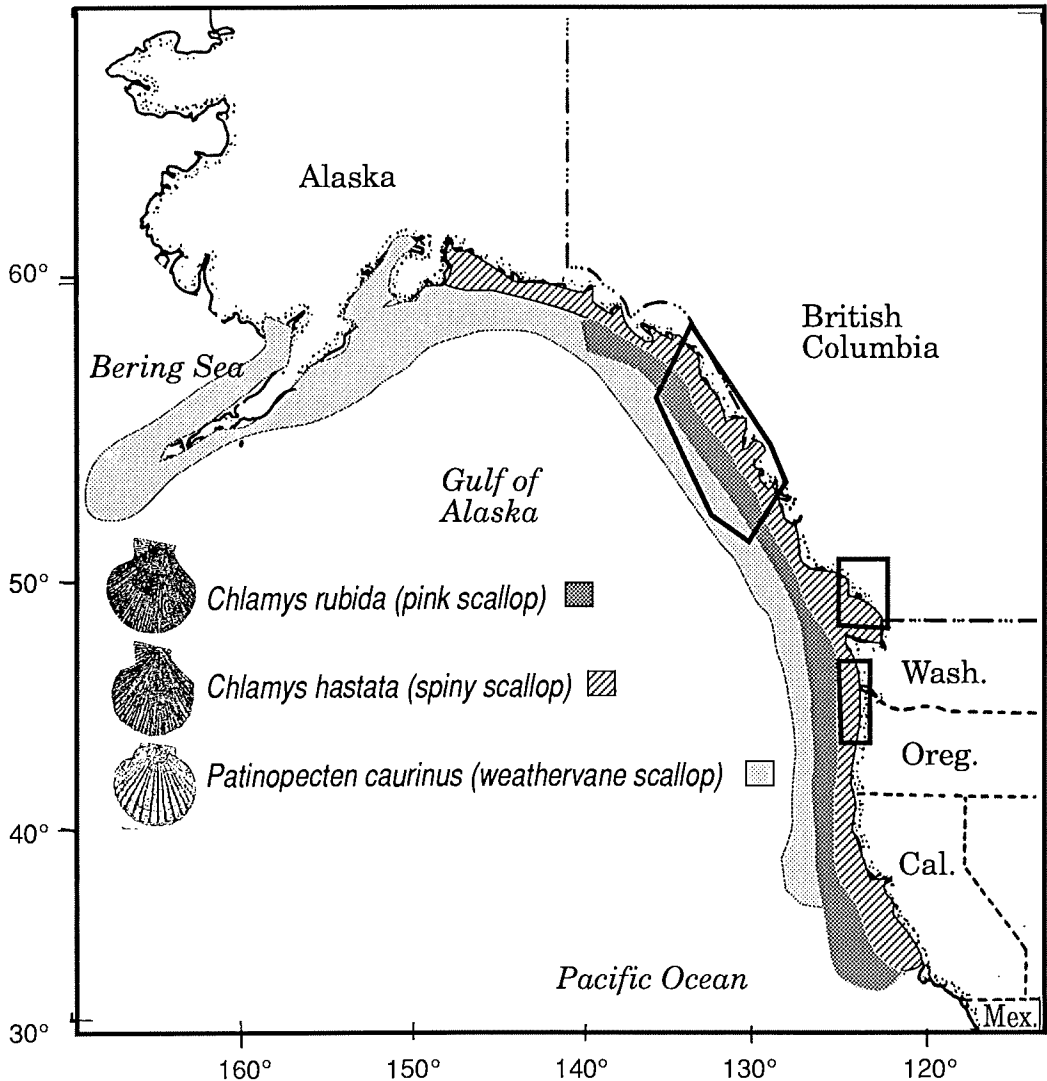 Alaska
60°
British
Columbia
Bering Sea
Gulf of
Alaska
50°
Chlamys rubida (pink scallop)
Chlamys hastata (spiny scallop)
Wash.
Patinopecten caurinus (weathervane scallop)
Oreg.
40°
Cal.
Pacific Ocean
Mex.
30°
160°
150°
140°
130°
120°